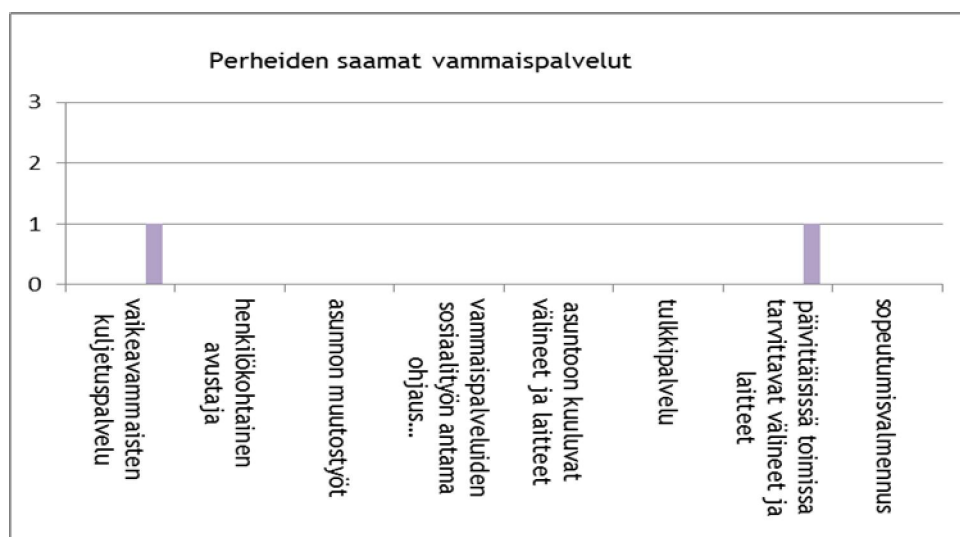 Perheiden saamat vammaispalvelut
3
2
1
0
vaikeavammaisten
kuljetuspalvelu
henkilökohtainen
avustaja
asunnon muutostyöt
vammaispalveluiden
sosiaalityön antama
ohjaus...
asuntoon kuuluvat
välineet ja laitteet
tulkkipalvelu
päivittäisissä toimissa
tarvittavat välineet ja
laitteet
sopeutumisvalmennus